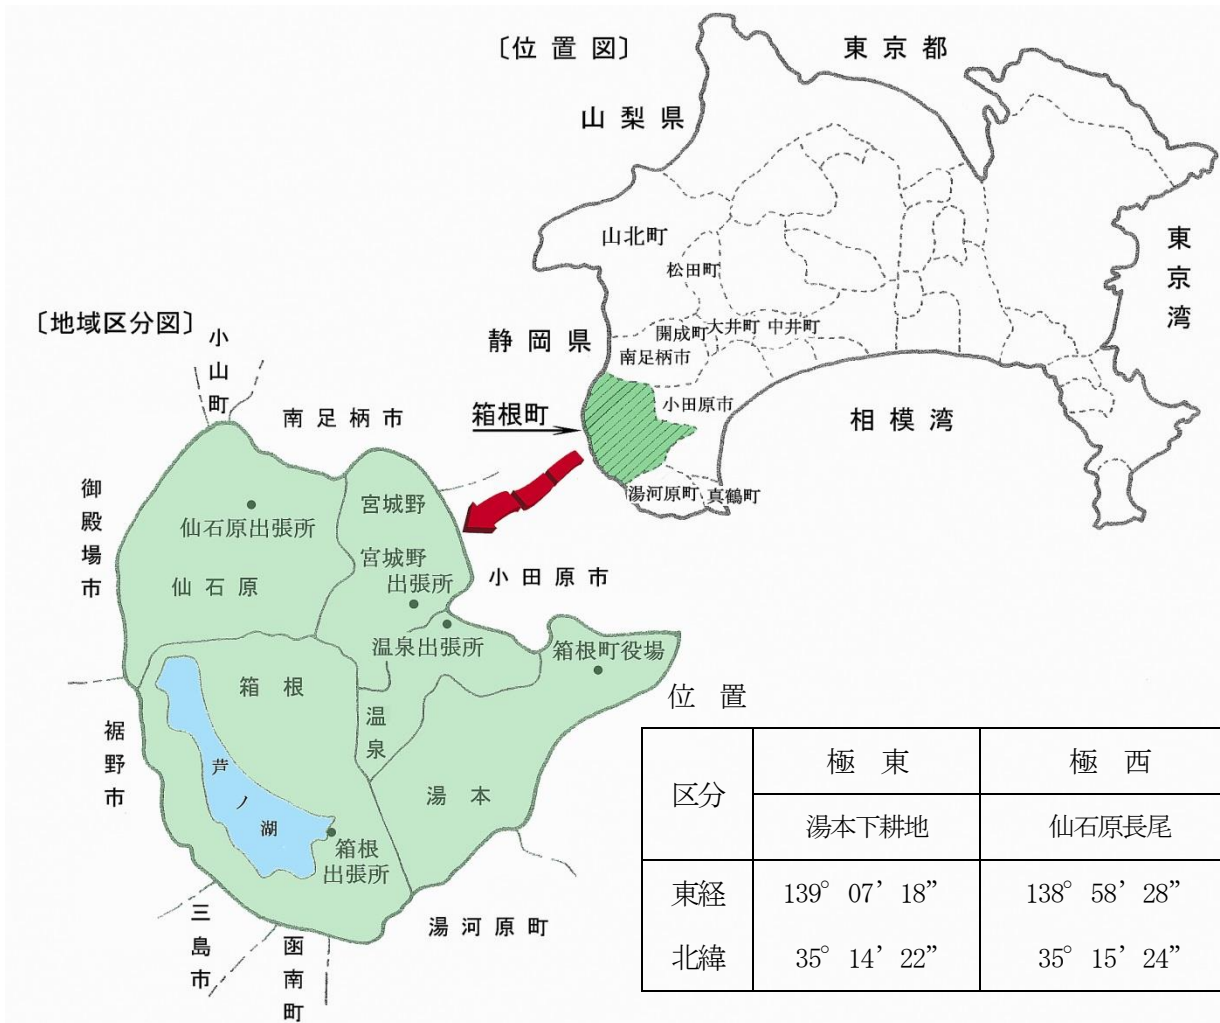 〔位置図〕
東京都
山梨県
山北町
松田町
東京湾
静岡県
開成町
大井町
中井町
南足柄市
箱根町
小田原市
相模湾
湯河原町
真鶴町
〔地域区分図〕
小山町
南足柄市
御殿場市
宮城野
仙石原出張所
宮城野
出張所
仙石原
小田原市
温泉出張所
箱根町役場
箱根
温泉
裾野市
芦ノ湖
湯本
箱根
出張所
三島市
函南町
湯河原町
位置
区分 極東 極西
湯本下耕地 仙石原長尾
東経 139° 07’ 18” 138° 58’ 28”
北緯 35° 14’ 22” 35° 15’ 24”